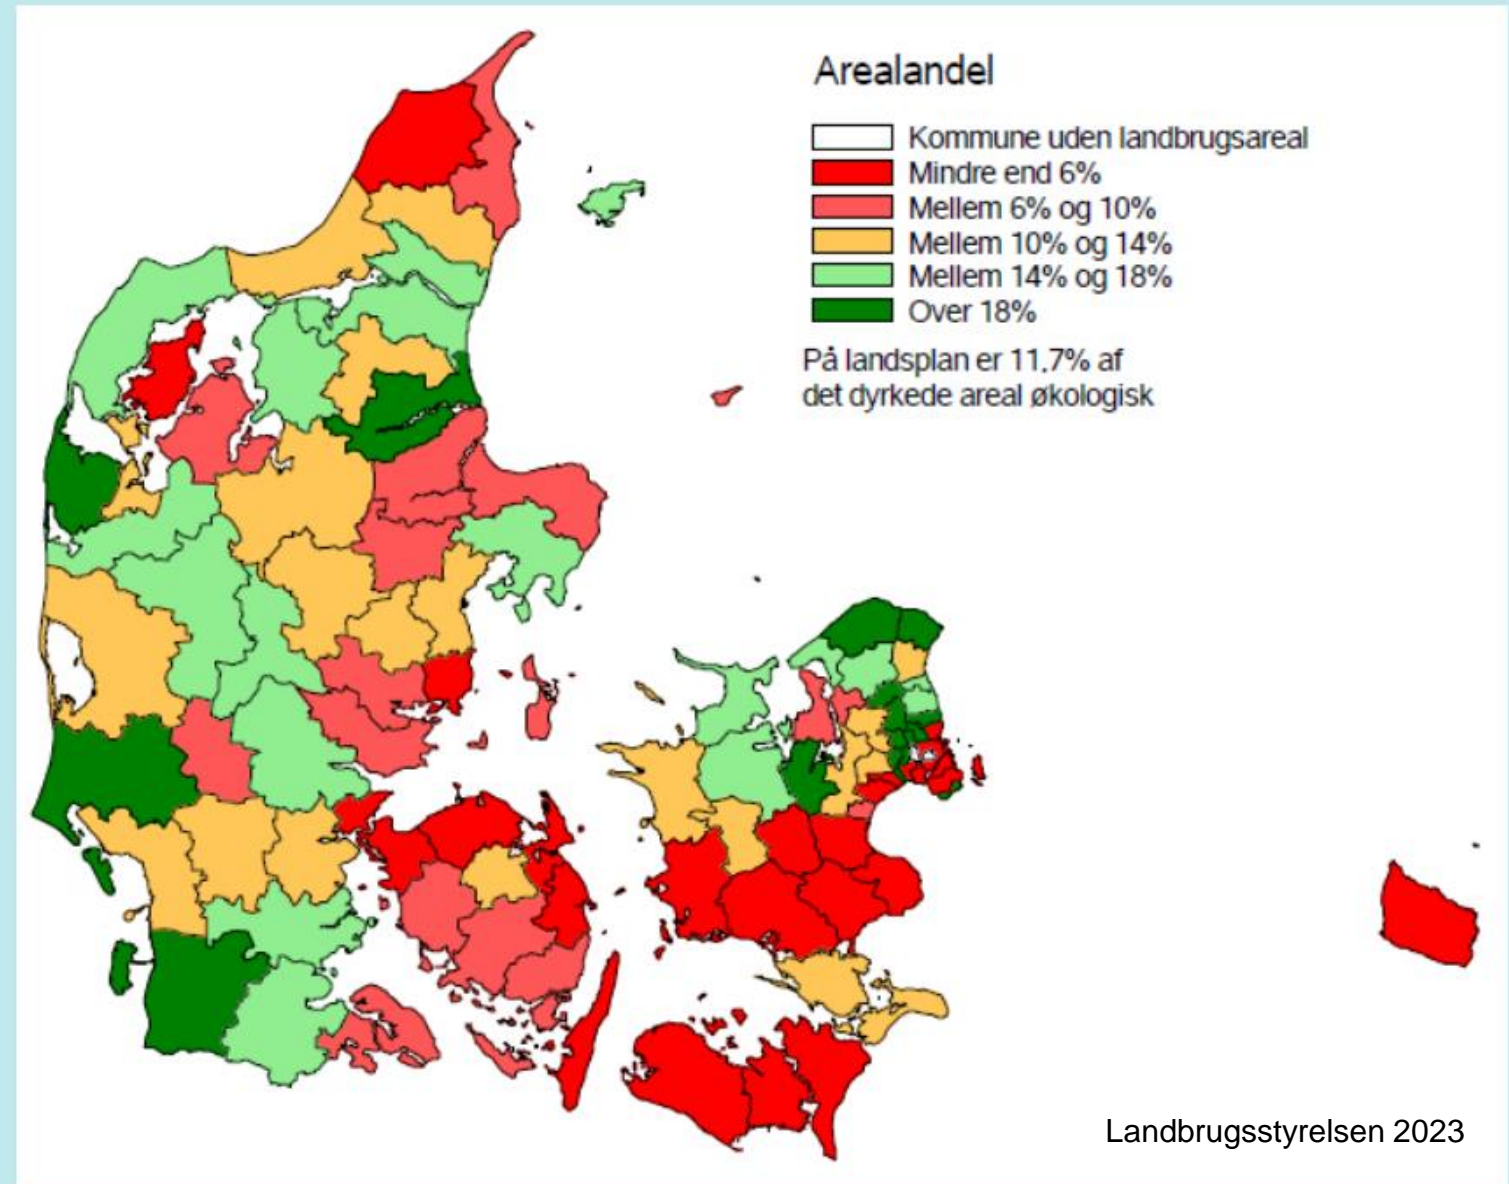 Arealandel
Kommune uden landbrugsareal
Mindre end 6%
Mellem 6% og 10%
Mellem 10% og 14%
Mellem 14% og 18%
Over 18%
På landsplan er 11,7% af
det dyrkede areal økologisk
Landbrugsstyrelsen 2023